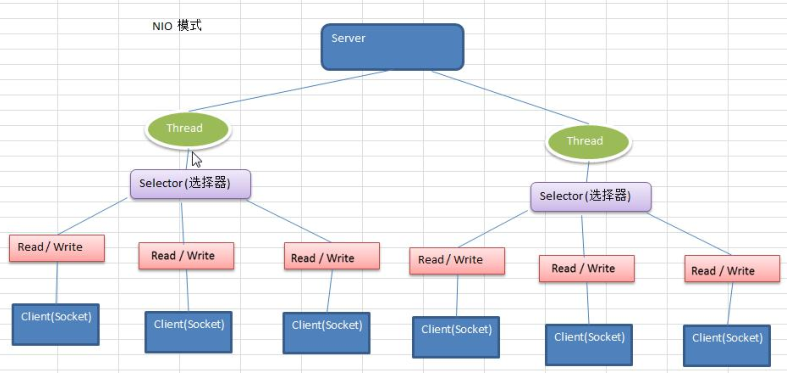 NIO 模式
Server
Thread
Thread
Selector(选择器)
Selector(选择器)
Read / Write
Read / Write
Read / Write
Read / Write
Read / Write
Read / Write
Client(Socket)
Client(Socket)
Client(Socket)
Client(Socket)
Client(Socket)
Client(Socket)